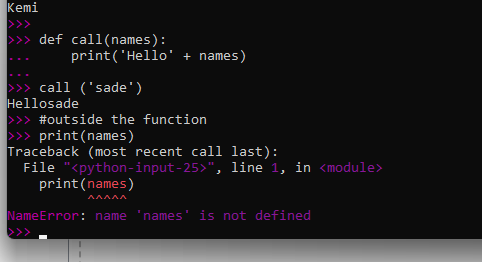 Kemi
>>>
>>> def call(names):
...     print('Hello' + names)
...
>>> call ('sade')
Hellosade
>>> #outside the function
>>> print(names)
Traceback (most recent call last):
  File "<python-input-25>", line 1, in <module>
    print(names)
          ^^^^^
NameError: name 'names' is not defined
>>>